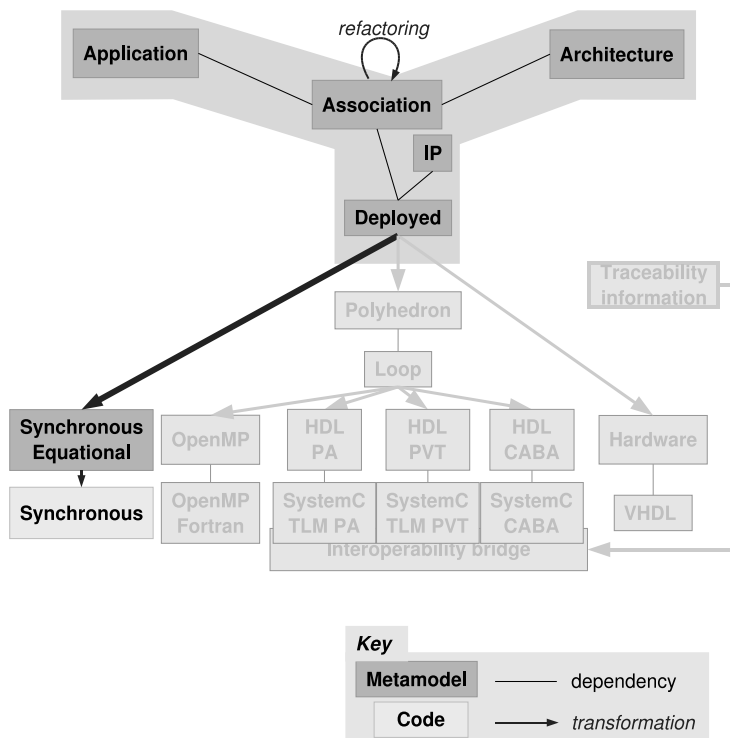 refactoring
Application
Architecture
Association
IP
Deployed
Traceability
information
Polyhedron
Loop
Synchronous
Equational
OpenMP
HDL
PA
HDL
PVT
HDL
CABA
Hardware
Synchronous
OpenMP
Fortran
SystemC
TLM PA
SystemC
TLM PVT
SystemC
CABA
VHDL
Interoperability bridge
Key
Metamodel
dependency
Code
transformation